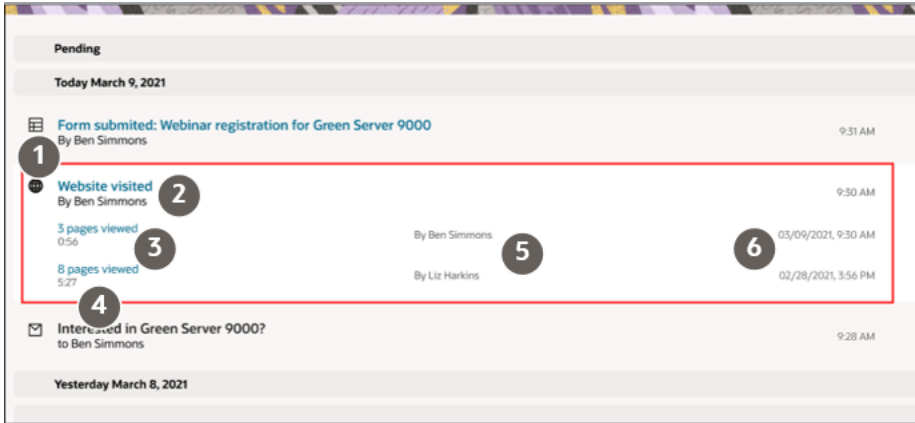 Pending
Today March 9, 2021
Form submited: Webinar registration for Green Server 9000
By Ben Simmons
9:31 AM
1
Website visited
By Ben Simmons
2
9:30 AM
3 pages viewed
0:56
3
By Ben Simmons
5
6
03/09/2021, 9:30 AM
8 pages viewed
5:27
4
By Liz Harkins
02/28/2021, 3:56 PM
Interested in Green Server 9000?
to Ben Simmons
9:28 AM
Yesterday March 8, 2021